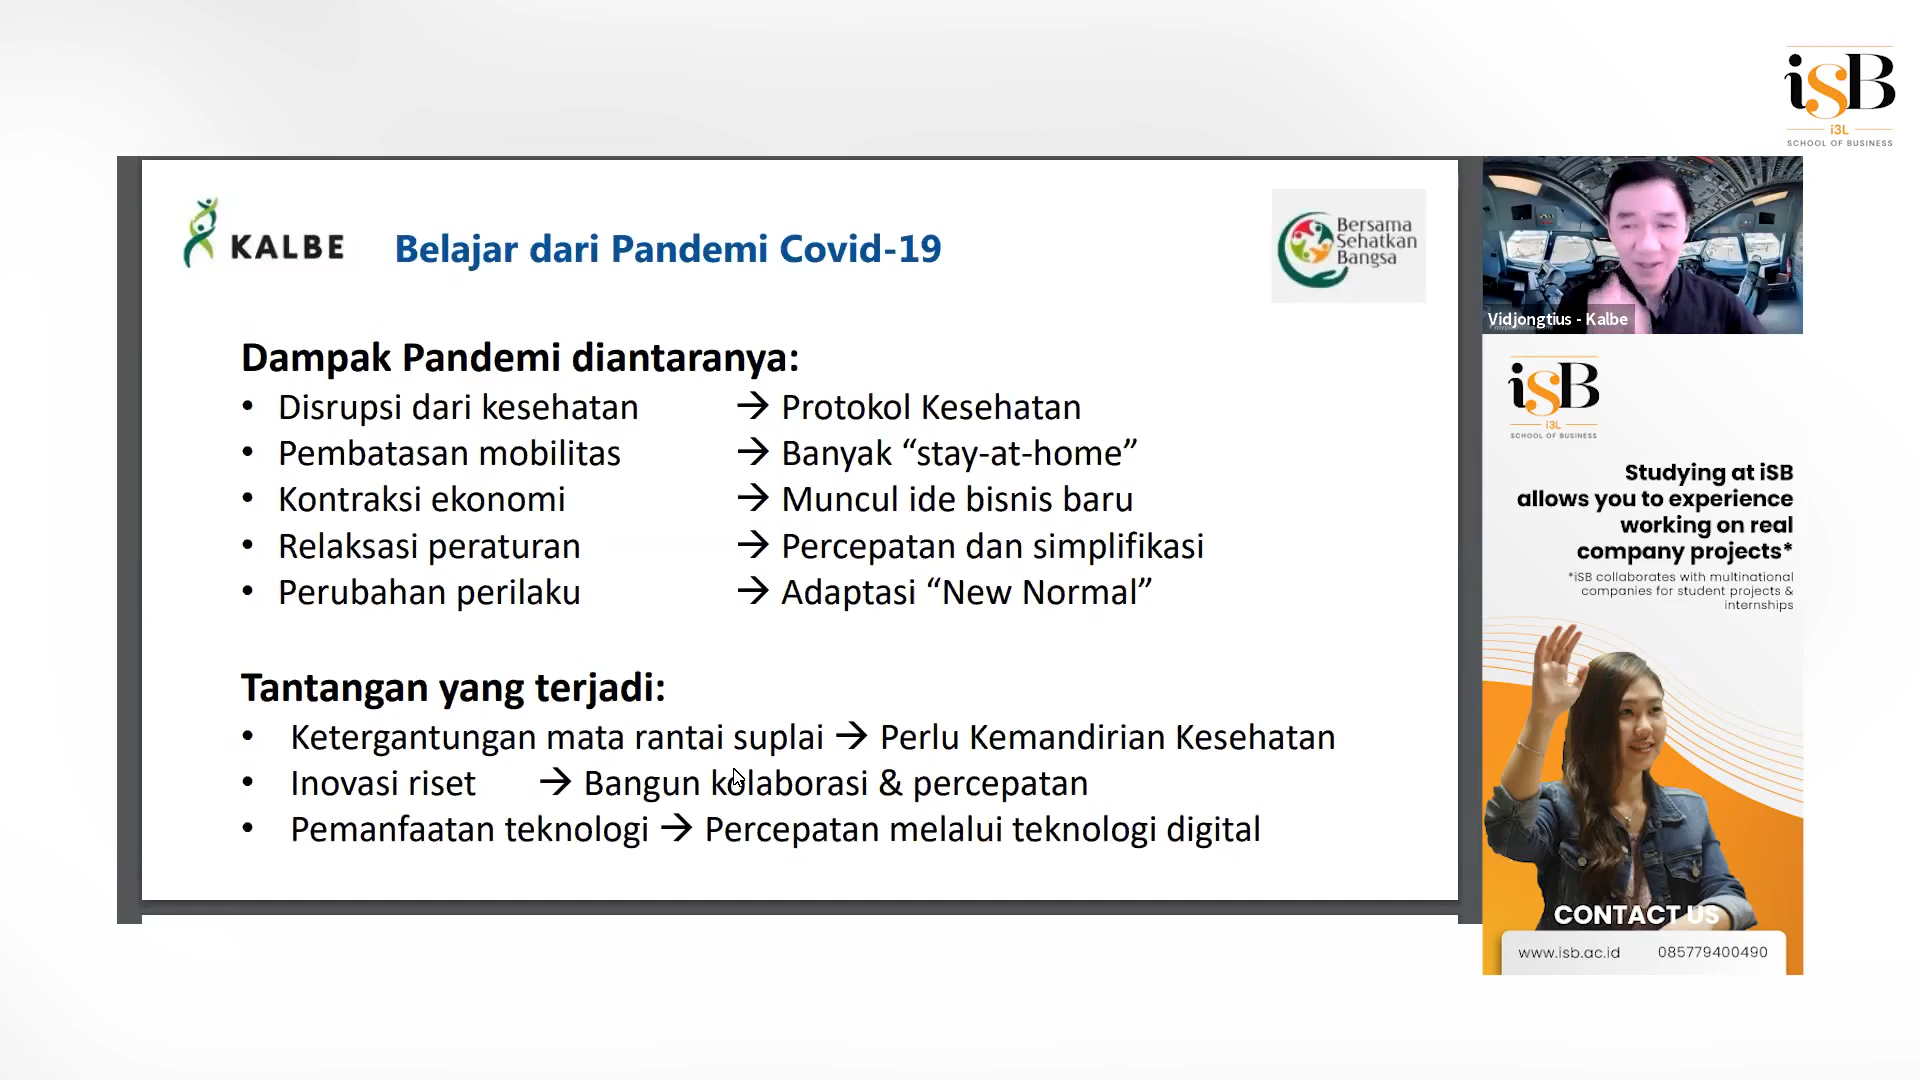 iSB
i3L
SCHOOL OF BUSINESS
KALBE
Belajar dari Pandemi Covid-19
Bersama
Sehatkan
Bangsa
Dampak Pandemi diantaranya:
• Disrupsi dari kesehatan → Protokol Kesehatan
• Pembatasan mobilitas → Banyak “stay-at-home”
• Kontraksi ekonomi → Muncul ide bisnis baru
• Relaksasi peraturan → Percepatan dan simplifikasi
• Perubahan perilaku → Adaptasi “New Normal”
Tantangan yang terjadi:
• Ketergantungan mata rantai suplai → Perlu Kemandirian Kesehatan
• Inovasi riset → Bangun kolaborasi & percepatan
• Pemanfaatan teknologi → Percepatan melalui teknologi digital
Vidjongtius - Kalbe
iSB
i3L
SCHOOL OF BUSINESS
Studying at iSB
allows you to experience
working on real
company projects*
*iSB collaborates with multinational
companies for student projects &
internships
CONTACT US
www.isb.ac.id 085779400490